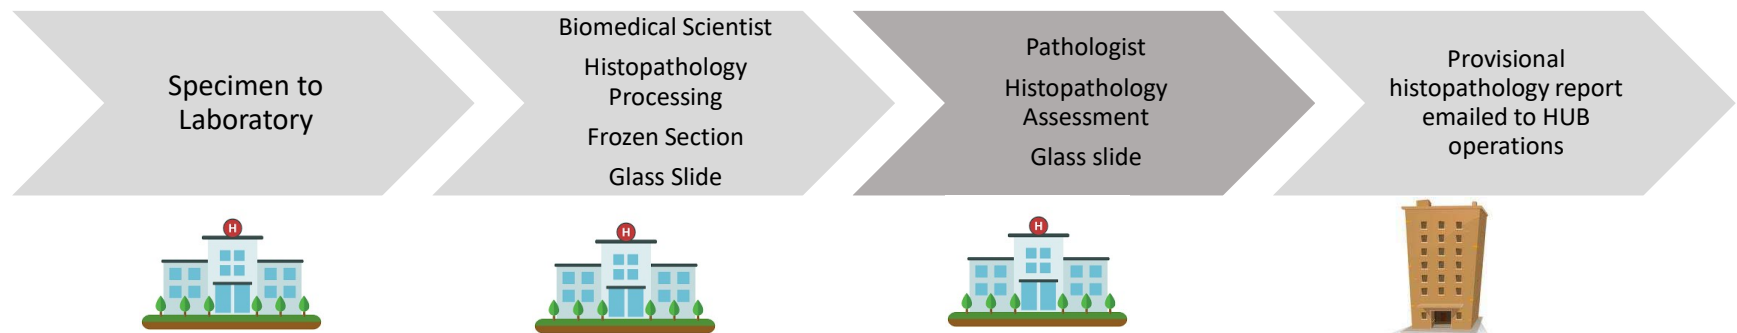 Specimen to
Laboratory
Biomedical Scientist
Histopathology
Processing
Frozen Section
Glass Slide
Pathologist
Histopathology
Assessment
Glass slide
Provisional
histopathology report
emailed to HUB
operations
H
H
H